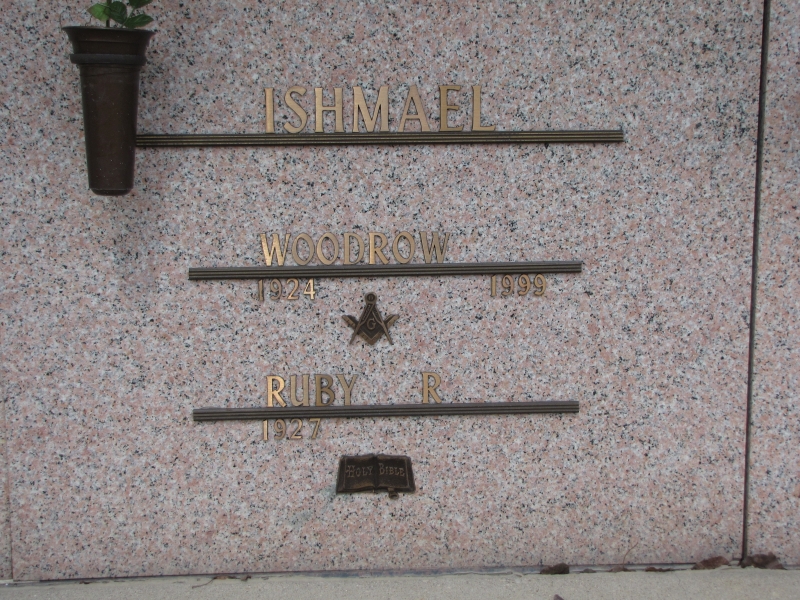 ISHMAEL
WOODROW
1924 1999
G
RUBY R
1927
HOLY BIBLE